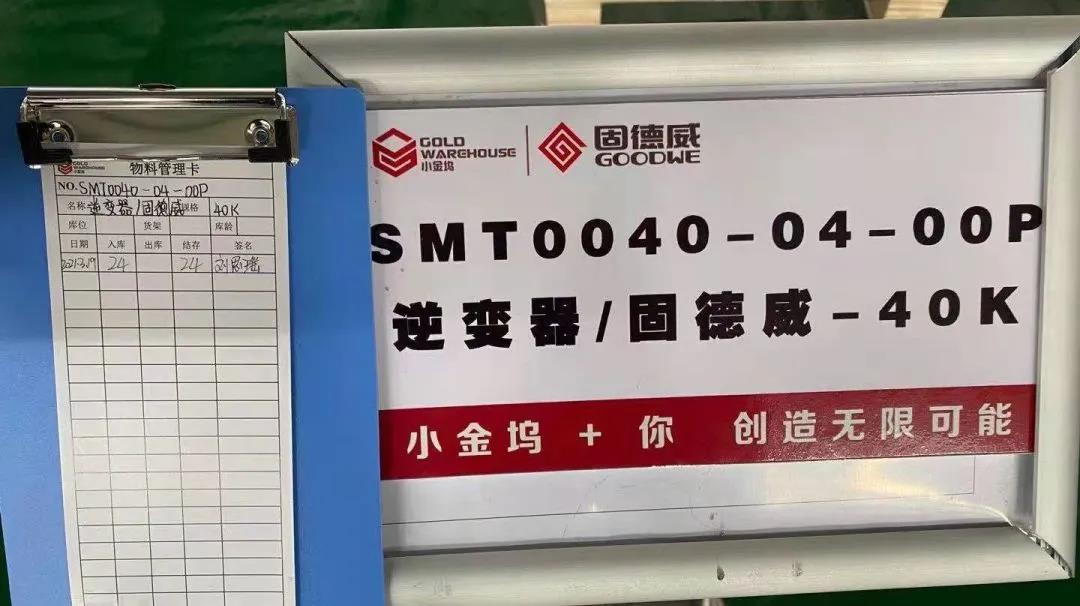 GOLD
WAREHOUSE
小金坞
固德威
GOODWE
SMT0040-04-00P
逆变器/固德威-40K
小金坞 + 你 创造无限可能
物料管理卡
NO. SMT0040-04-00P
名称 逆变器/固德威 规格 40K
库位 货架 库龄
日期 入库 出库 结存 签名
24 24